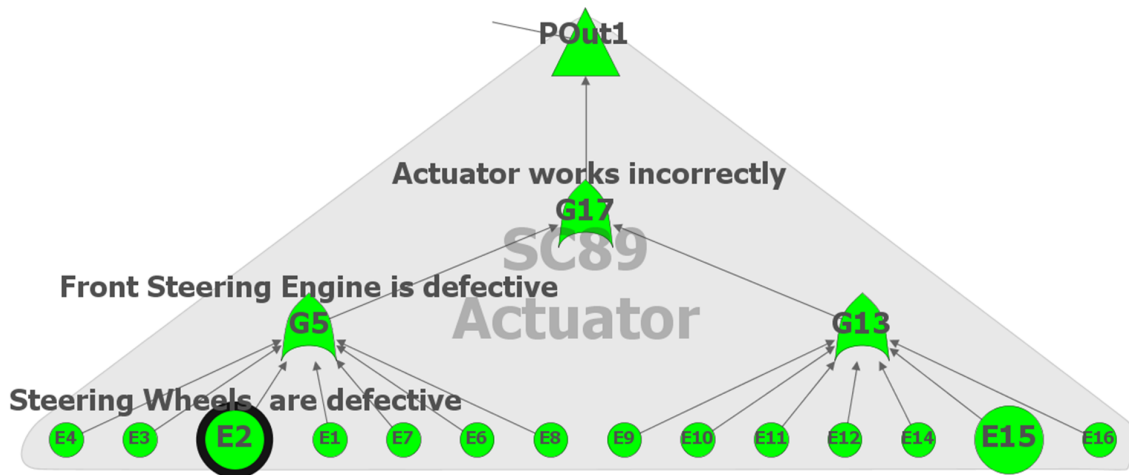 POut1
Actuator works incorrectly
G17
SC89
Front Steering Engine is defective
Actuator
G5
G13
Steering Wheels are defective
E4 E3 E2 E1 E7 E6 E8 E9 E10 E11 E12 E14 E15 E16